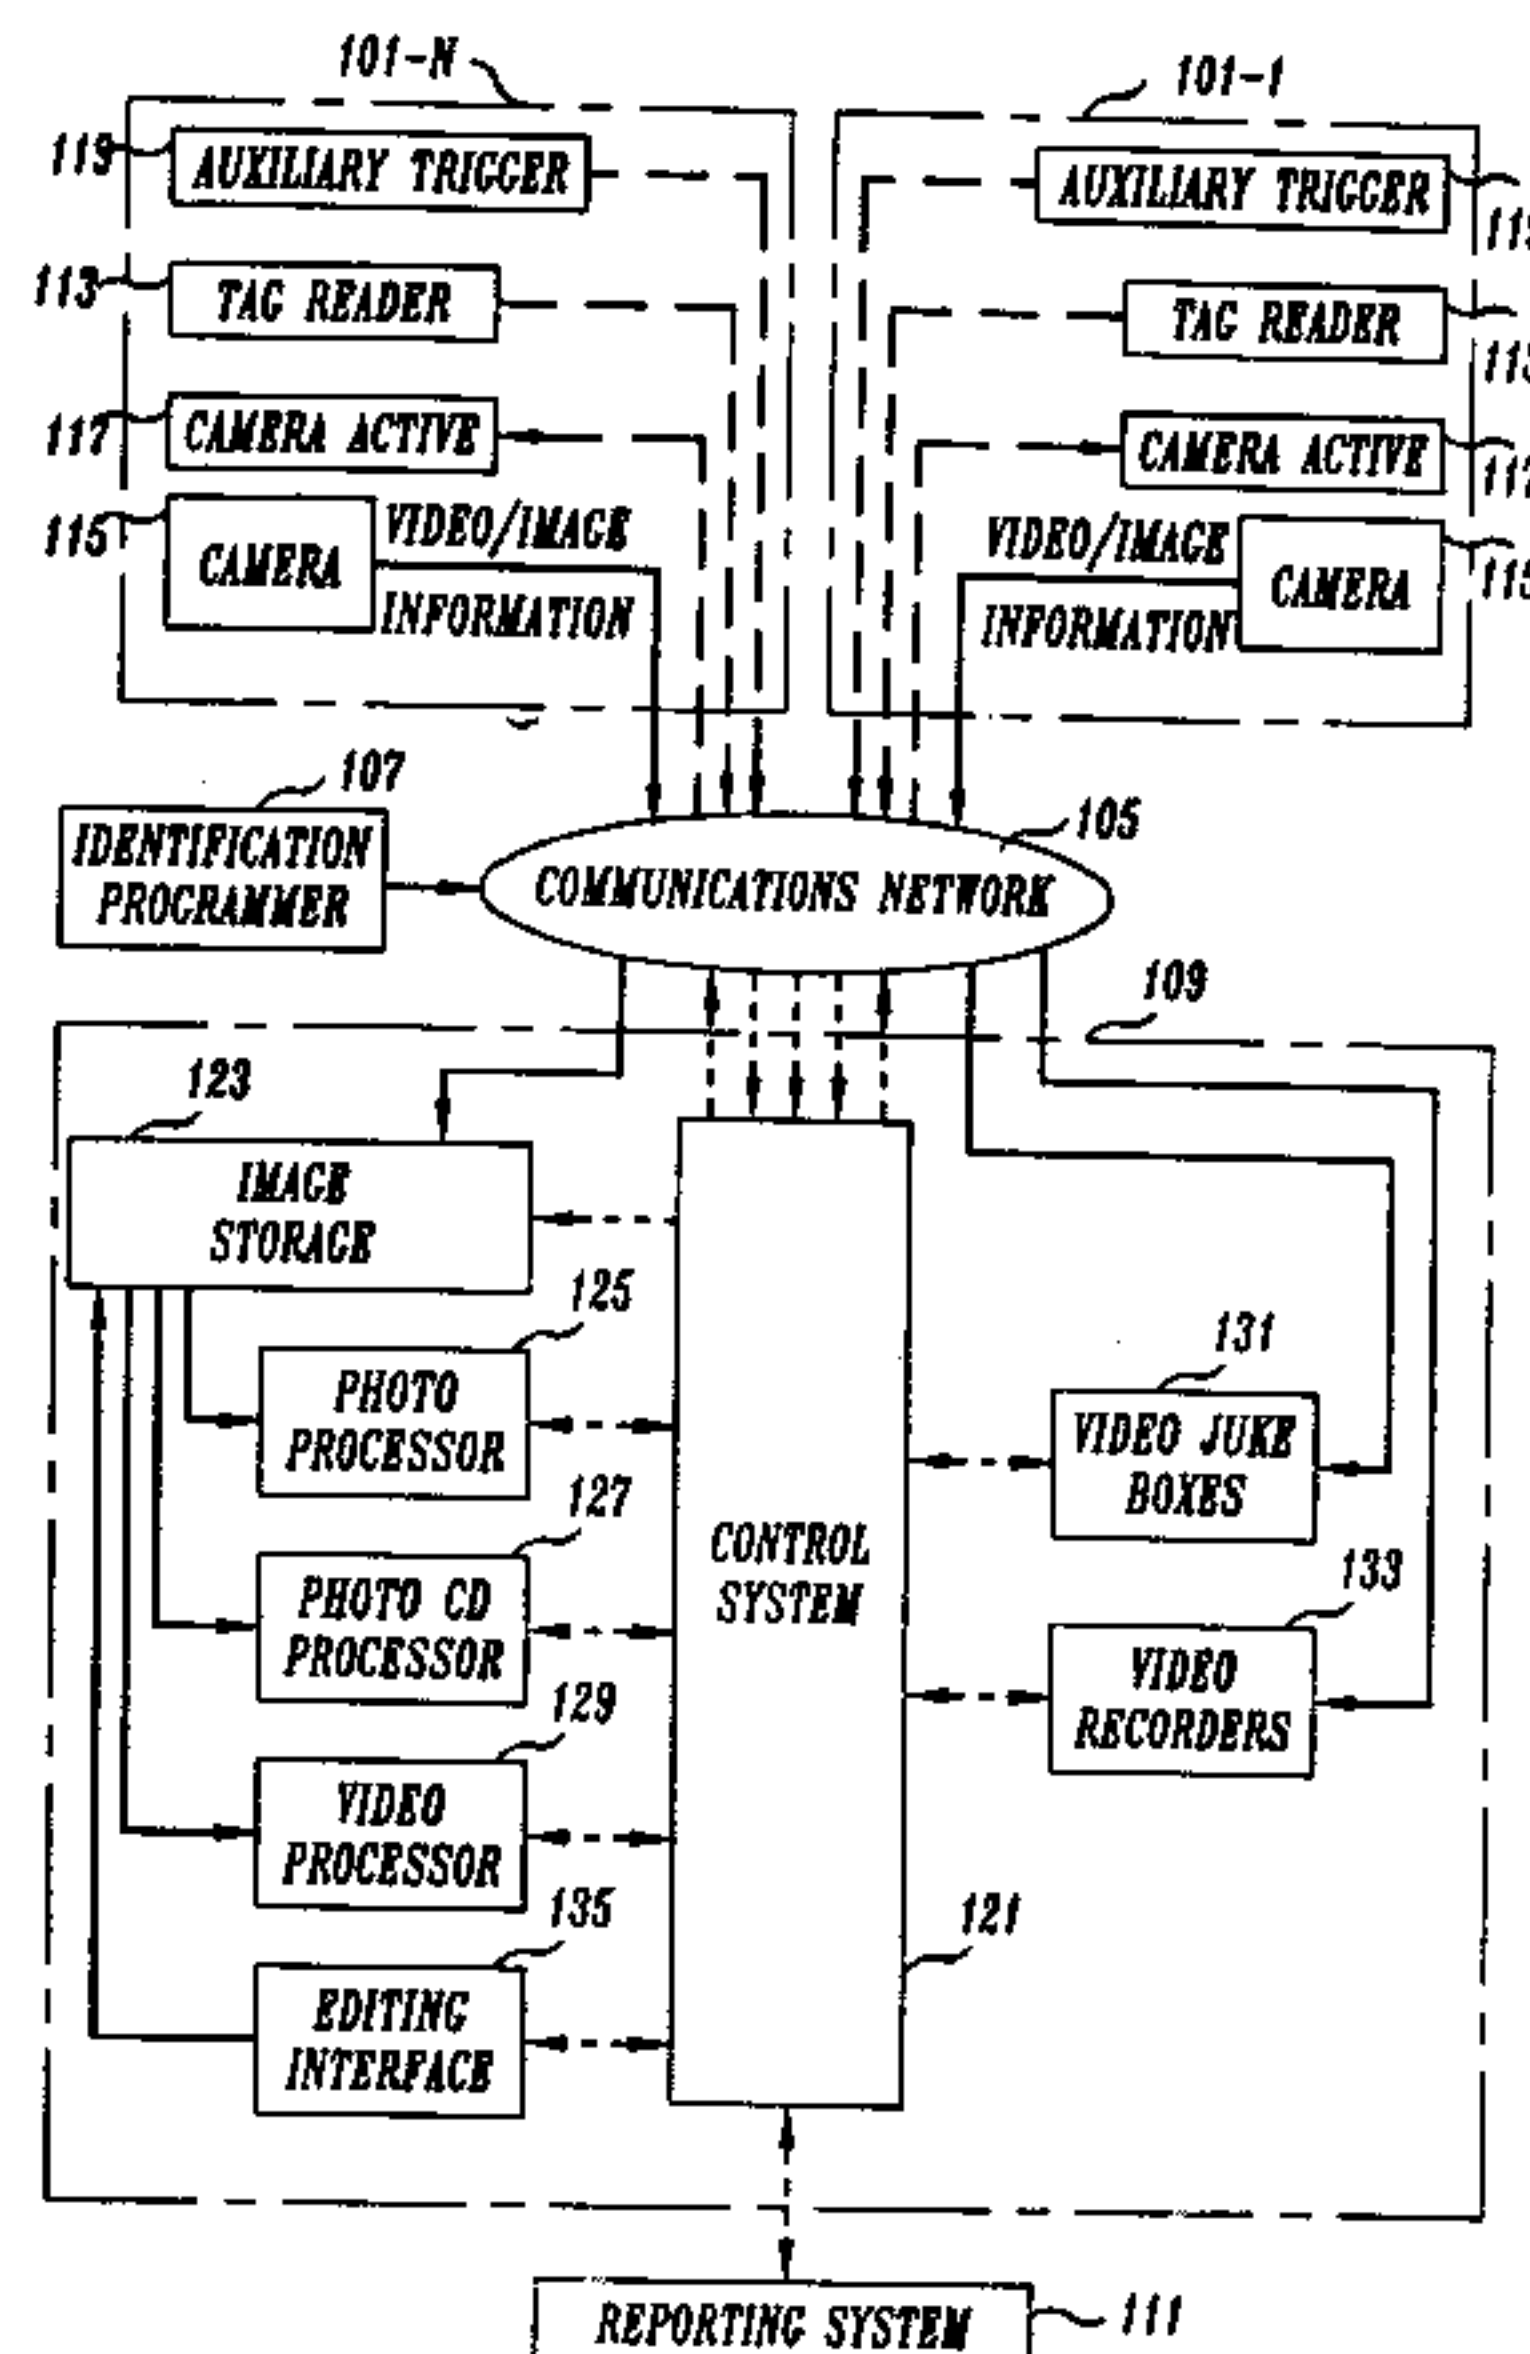 101-N
101-1
119
AUXILIARY TRIGGER
AUXILIARY TRIGGER
113
TAG READER
TAG READER
117
CAMERA ACTIVE
CAMERA ACTIVE
115
CAMERA
VIDEO/IMAGE
INFORMATION
VIDEO/IMAGE
INFORMATION
CAMERA
107
IDENTIFICATION
PROGRAMMER
105
COMMUNICATIONS NETWORK
109
123
IMAGE
STORAGE
125
PHOTO
PROCESSOR
127
PHOTO CD
PROCESSOR
129
VIDEO
PROCESSOR
135
EDITING
INTERFACE
CONTROL
SYSTEM
121
131
VIDEO JUKE
BOXES
133
VIDEO
RECORDERS
REPORTING SYSTEM
111